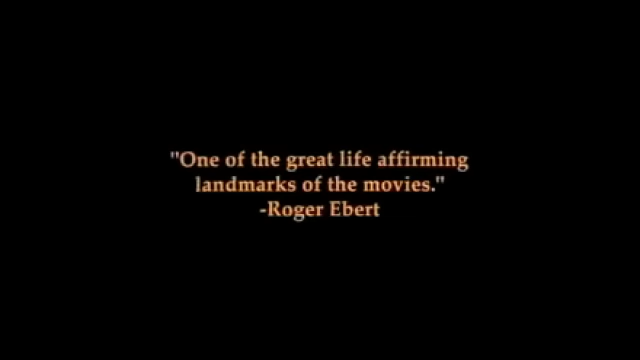 "One of the great life affirming
landmarks of the movies."
-Roger Ebert